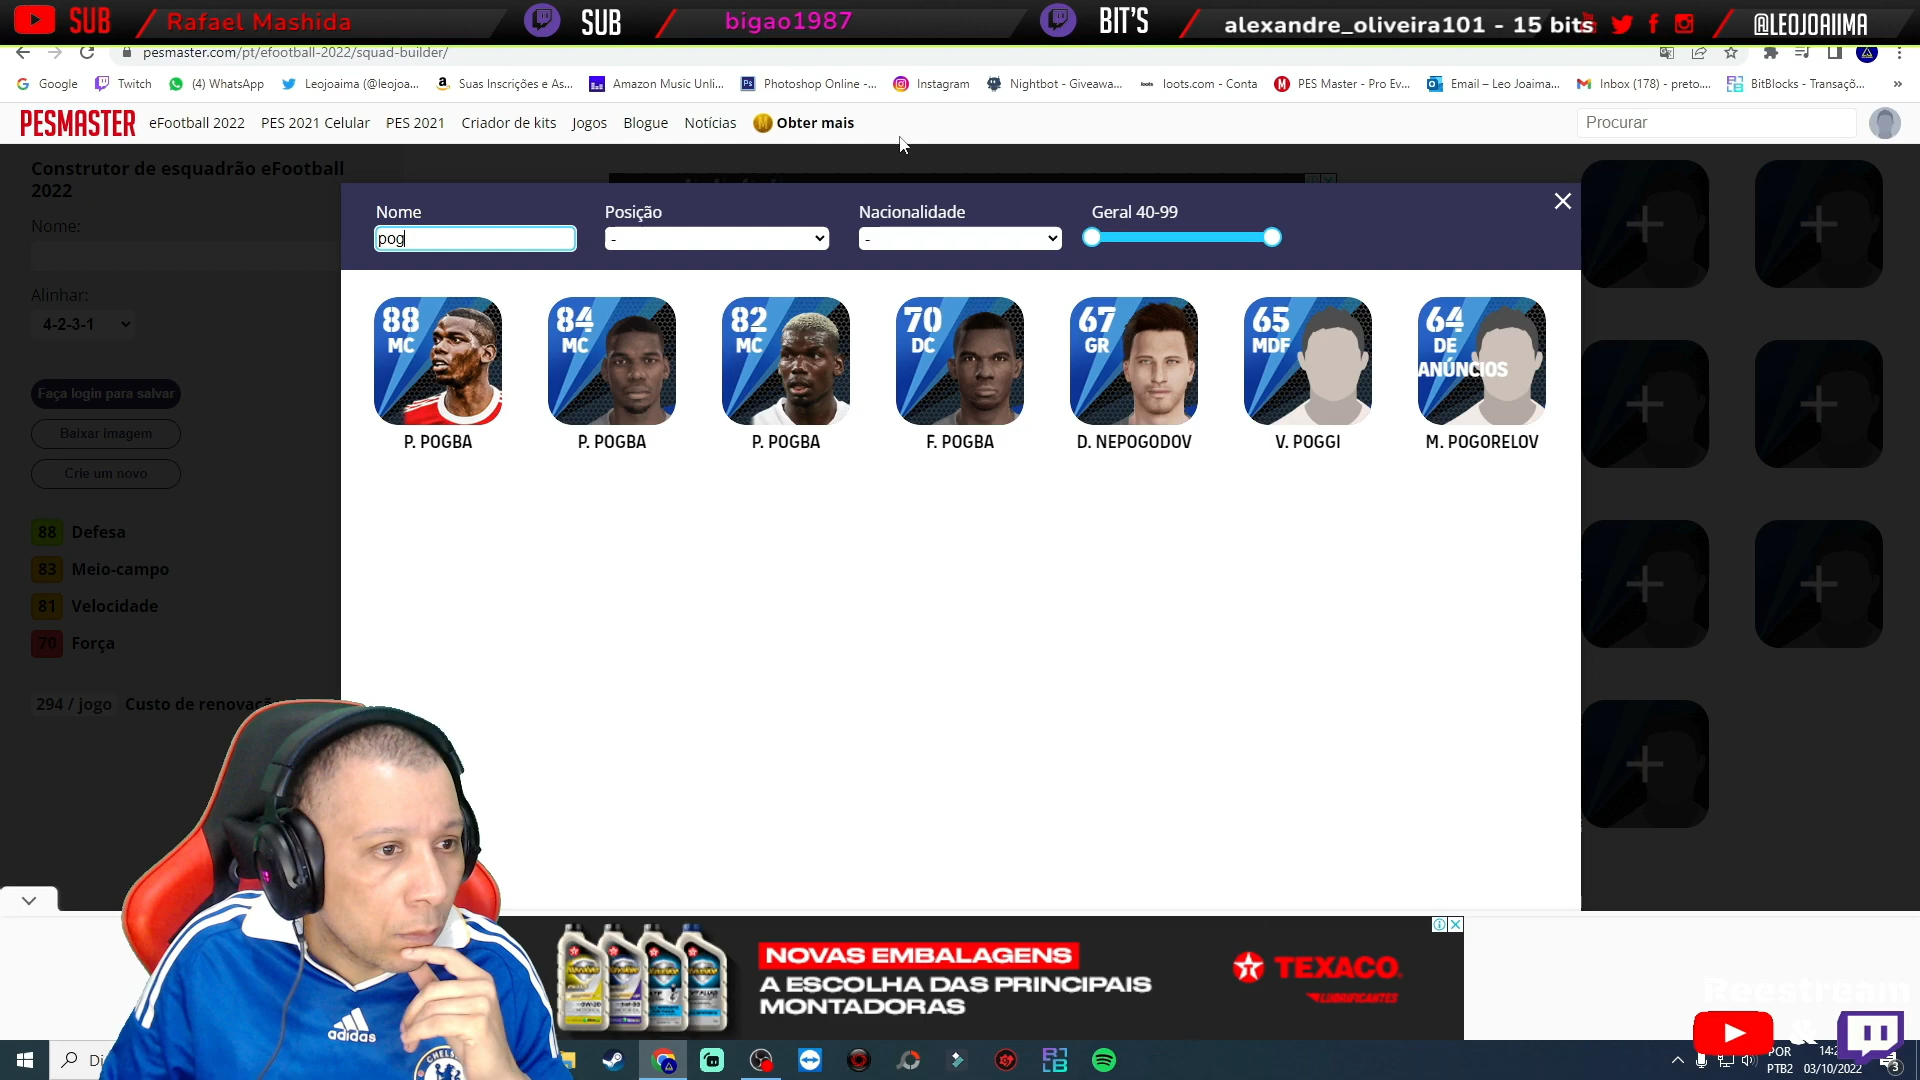 SUB
Rafael Mashida
SUB
bigao1987
BIT'S
alexandre_oliveira101 - 15 bits
@LEOJOAIIMA
pesmaster.com/pt/efootball-2022/squad-builder/
Google
Twitch
(4) WhatsApp
Leojoaima (@leojoa...
Suas Inscrições e As...
Amazon Music Unli...
Photoshop Online -...
Instagram
Nightbot - Giveawa...
loots.com - Conta
PES Master - Pro Ev...
Email – Leo Joaima...
Inbox (178) - preto....
BitBlocks - Transaçõ...
»
PESMASTER
eFootball 2022
PES 2021 Celular
PES 2021
Criador de kits
Jogos
Blogue
Notícias
Obter mais
Procurar
Construtor de esquadrão eFootball
2022
Nome:
Alinhar:
4-2-3-1
Faça login para salvar
Baixar imagem
Crie um novo
88 Defesa
83 Meio-campo
81 Velocidade
70 Força
294 / jogo
Nome
Posição
Nacionalidade
Geral 40-99
pog
-
-
88
MC
P. POGBA
84
MC
P. POGBA
82
MC
P. POGBA
70
DC
F. POGBA
67
GR
D. NEPOGODOV
65
MDF
V. POGGI
64
DE
ANÚNCIOS
M. POGORELOV
adidas
NOVAS EMBALAGENS
A ESCOLHA DAS PRINCIPAIS
MONTADORAS
TEXACO
LUBRIFICANTES
Reestream
&
POR
PTB2
03/10/2022
3